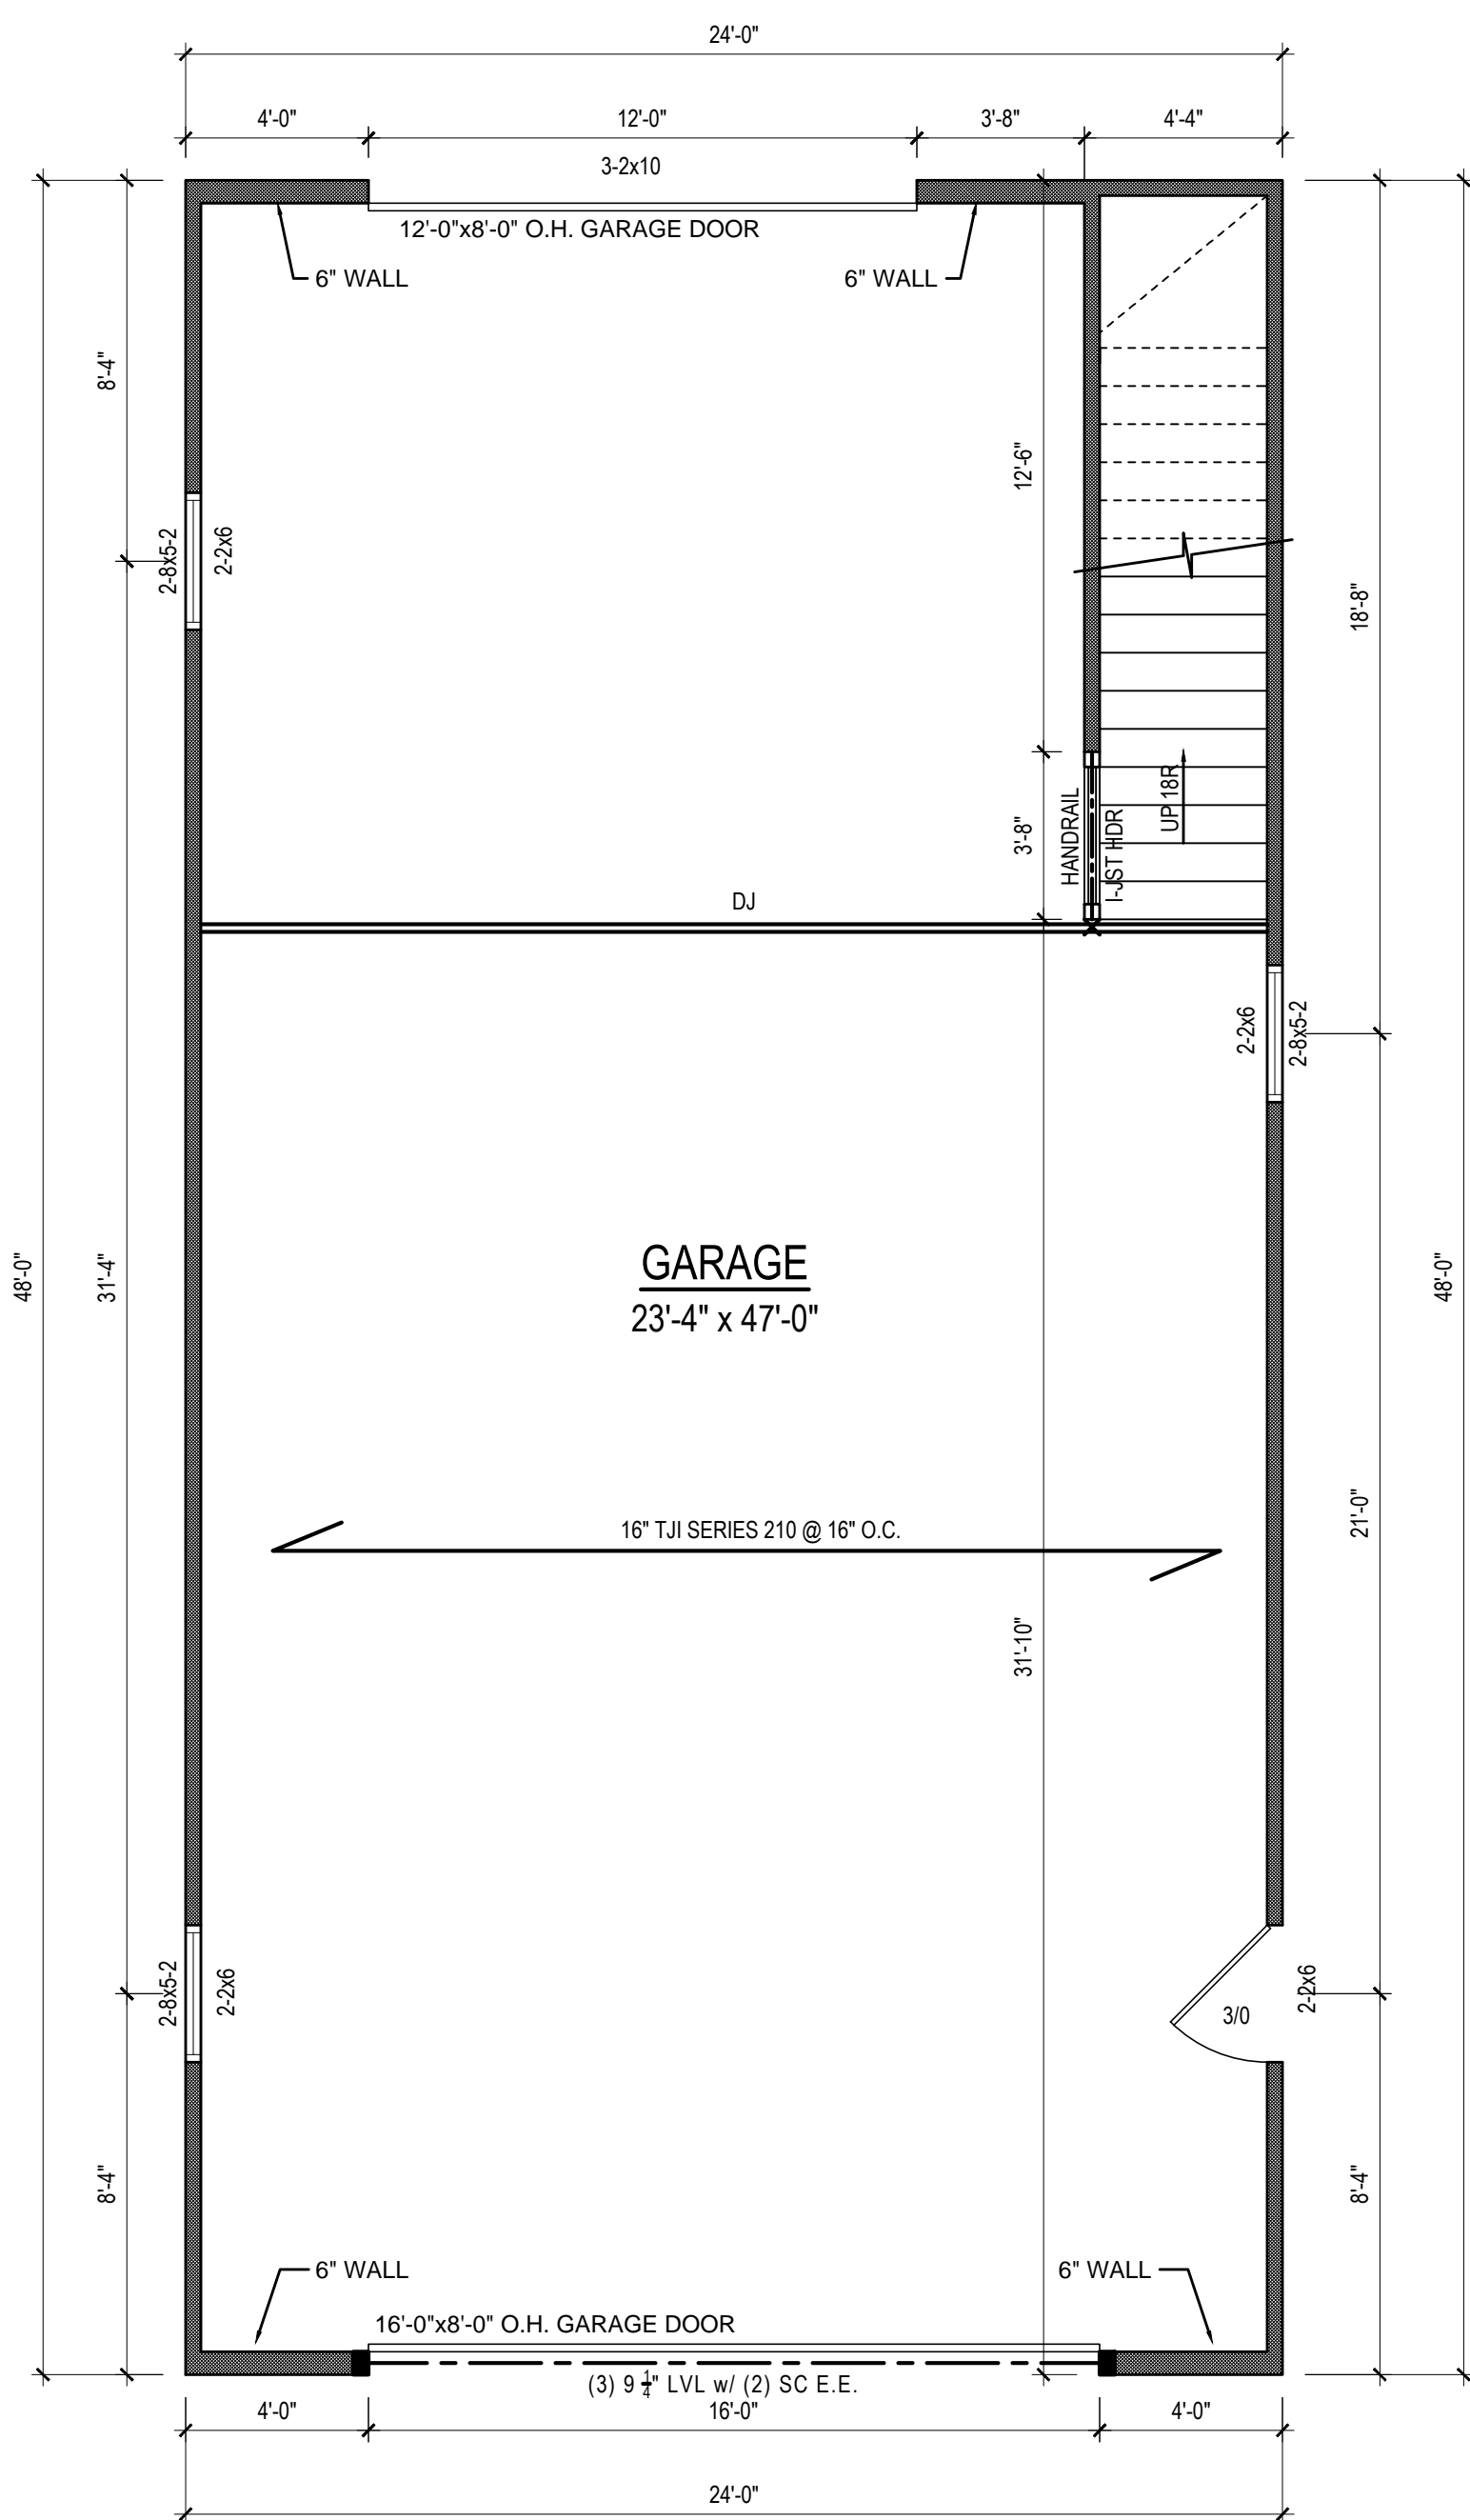 24'-0"
4'-0"
12'-0"
3'-8"
4'-4"
3-2x10
12'-0"x8'-0" O.H. GARAGE DOOR
6" WALL
6" WALL
8'-4"
12'-6"
2-8x5-2
2-2x6
18'-8"
HANDRAIL
I-JST HDR
UP 18R
3'-8"
DJ
2-2x6
2-8x5-2
48'-0"
31'-4"
GARAGE
23'-4" x 47'-0"
48'-0"
16" TJI SERIES 210 @ 16" O.C.
21'-0"
31'-10"
2-8x5-2
2-2x6
3/0
2-2x6
8'-4"
8'-4"
6" WALL
6" WALL
16'-0"x8'-0" O.H. GARAGE DOOR
(3) 9 1/4" LVL w/ (2) SC E.E.
4'-0"
16'-0"
4'-0"
24'-0"